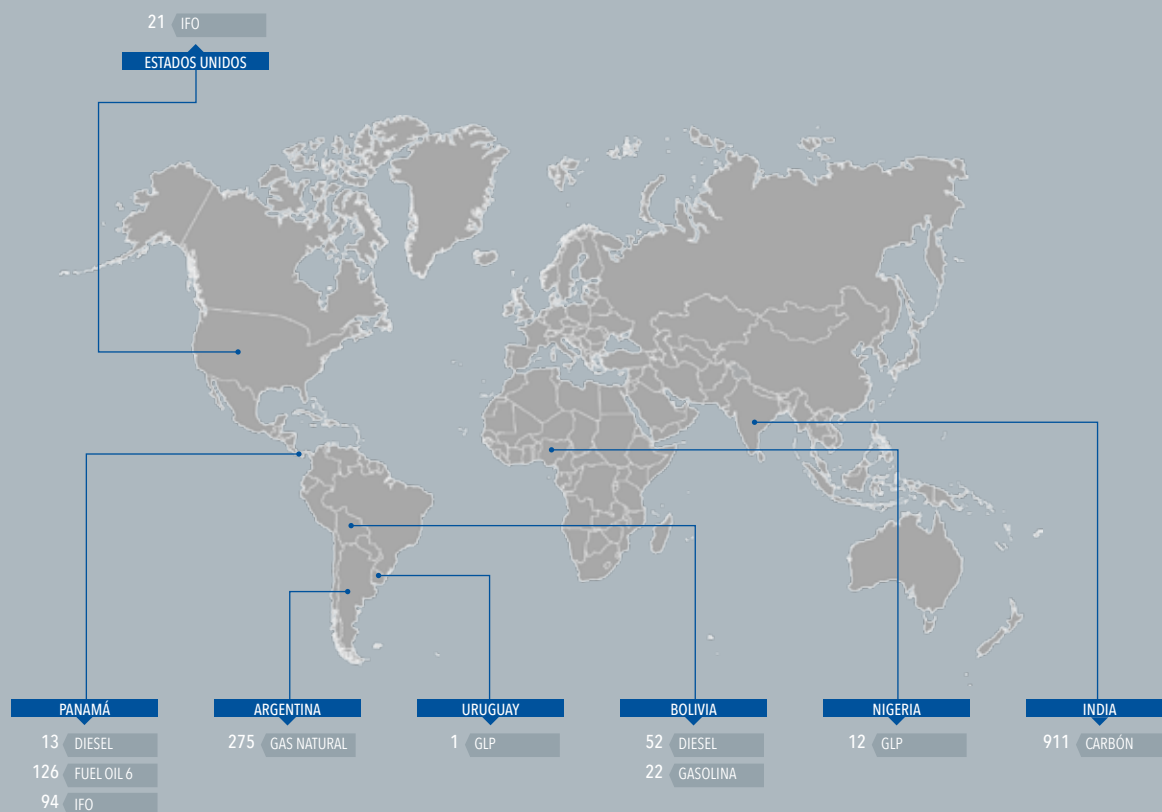 21 IFO
ESTADOS UNIDOS
PANAMÁ
13 DIESEL
126 FUEL OIL 6
94 IFO
ARGENTINA
275 GAS NATURAL
URUGUAY
1 GLP
BOLIVIA
52 DIESEL
22 GASOLINA
NIGERIA
12 GLP
INDIA
911 CARBÓN